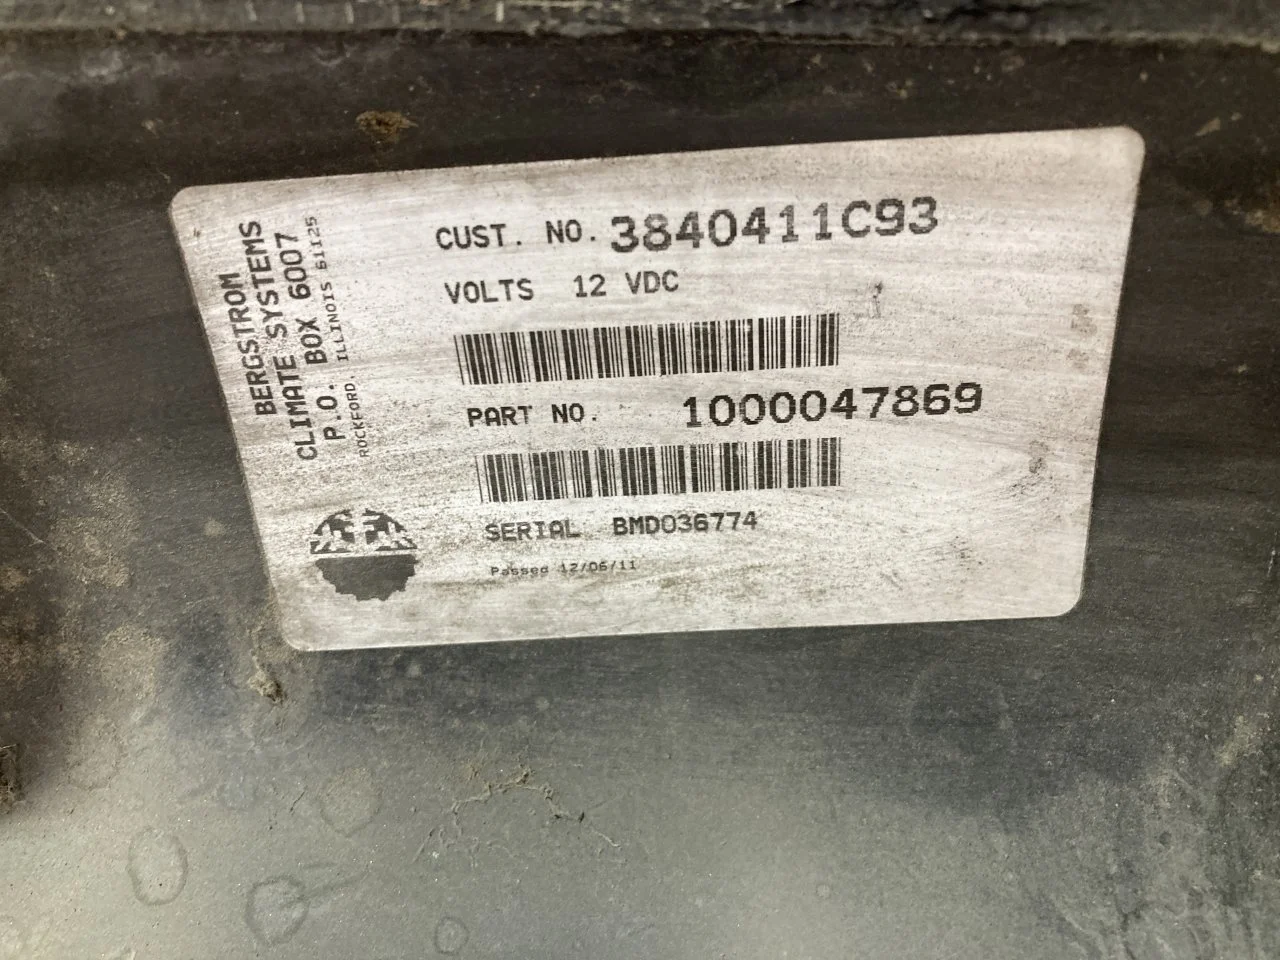 BERGSTROM
CLIMATE SYSTEMS
P.O. BOX 6007
ROCKFORD, ILLINOIS 61125
CUST. NO. 3840411C93
VOLTS 12 VDC
PART NO. 1000047869
SERIAL BMD036774
Passed 12/06/11